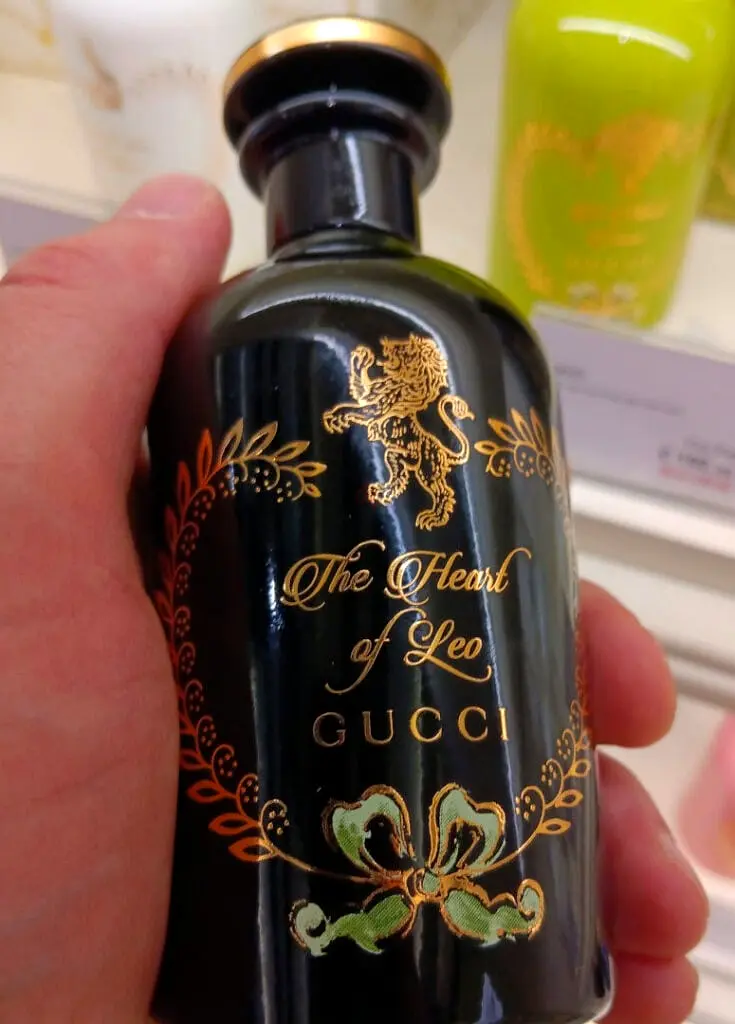 The Heart
of Leo
GUCCI